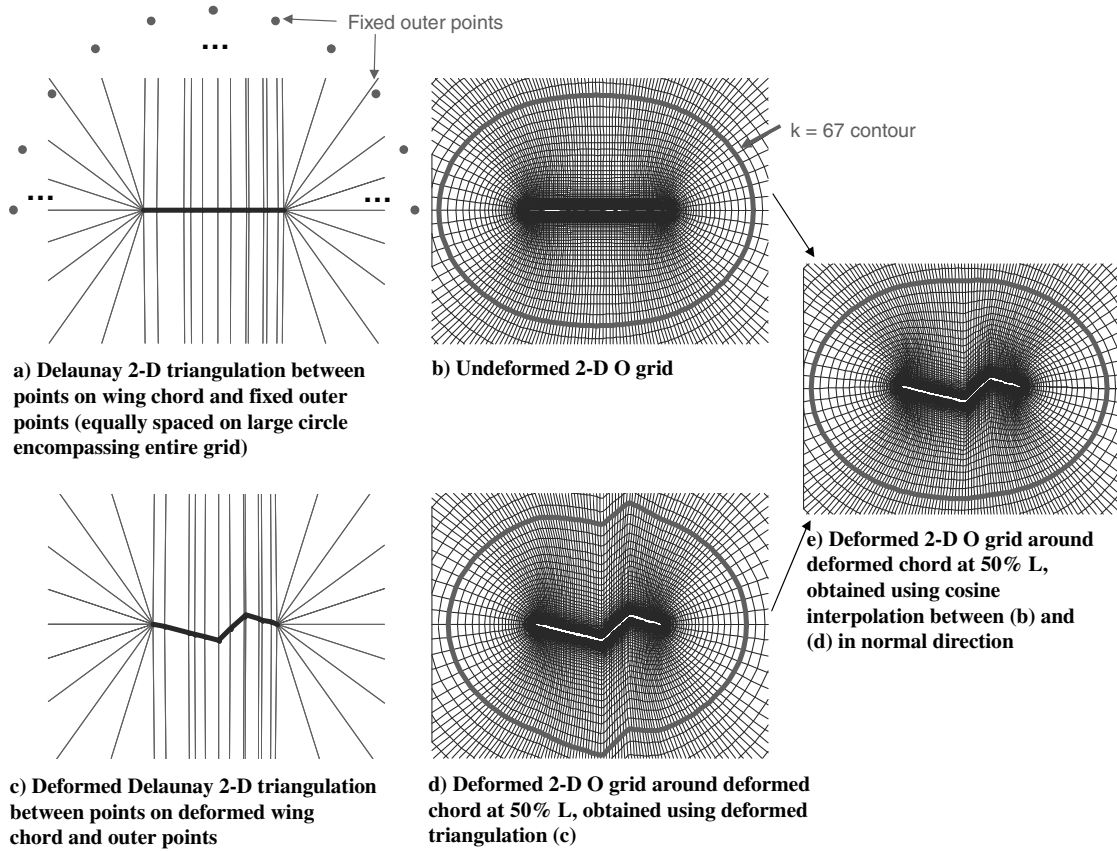 Fixed outer points
...
...
...
k = 67 contour
a) Delaunay 2-D triangulation between
points on wing chord and fixed outer
points (equally spaced on large circle
encompassing entire grid)
b) Undeformed 2-D O grid
e) Deformed 2-D O grid around
deformed chord at 50% L,
obtained using cosine
interpolation between (b) and
(d) in normal direction
c) Deformed Delaunay 2-D triangulation
between points on deformed wing
chord and outer points
d) Deformed 2-D O grid around deformed
chord at 50% L, obtained using deformed
triangulation (c)